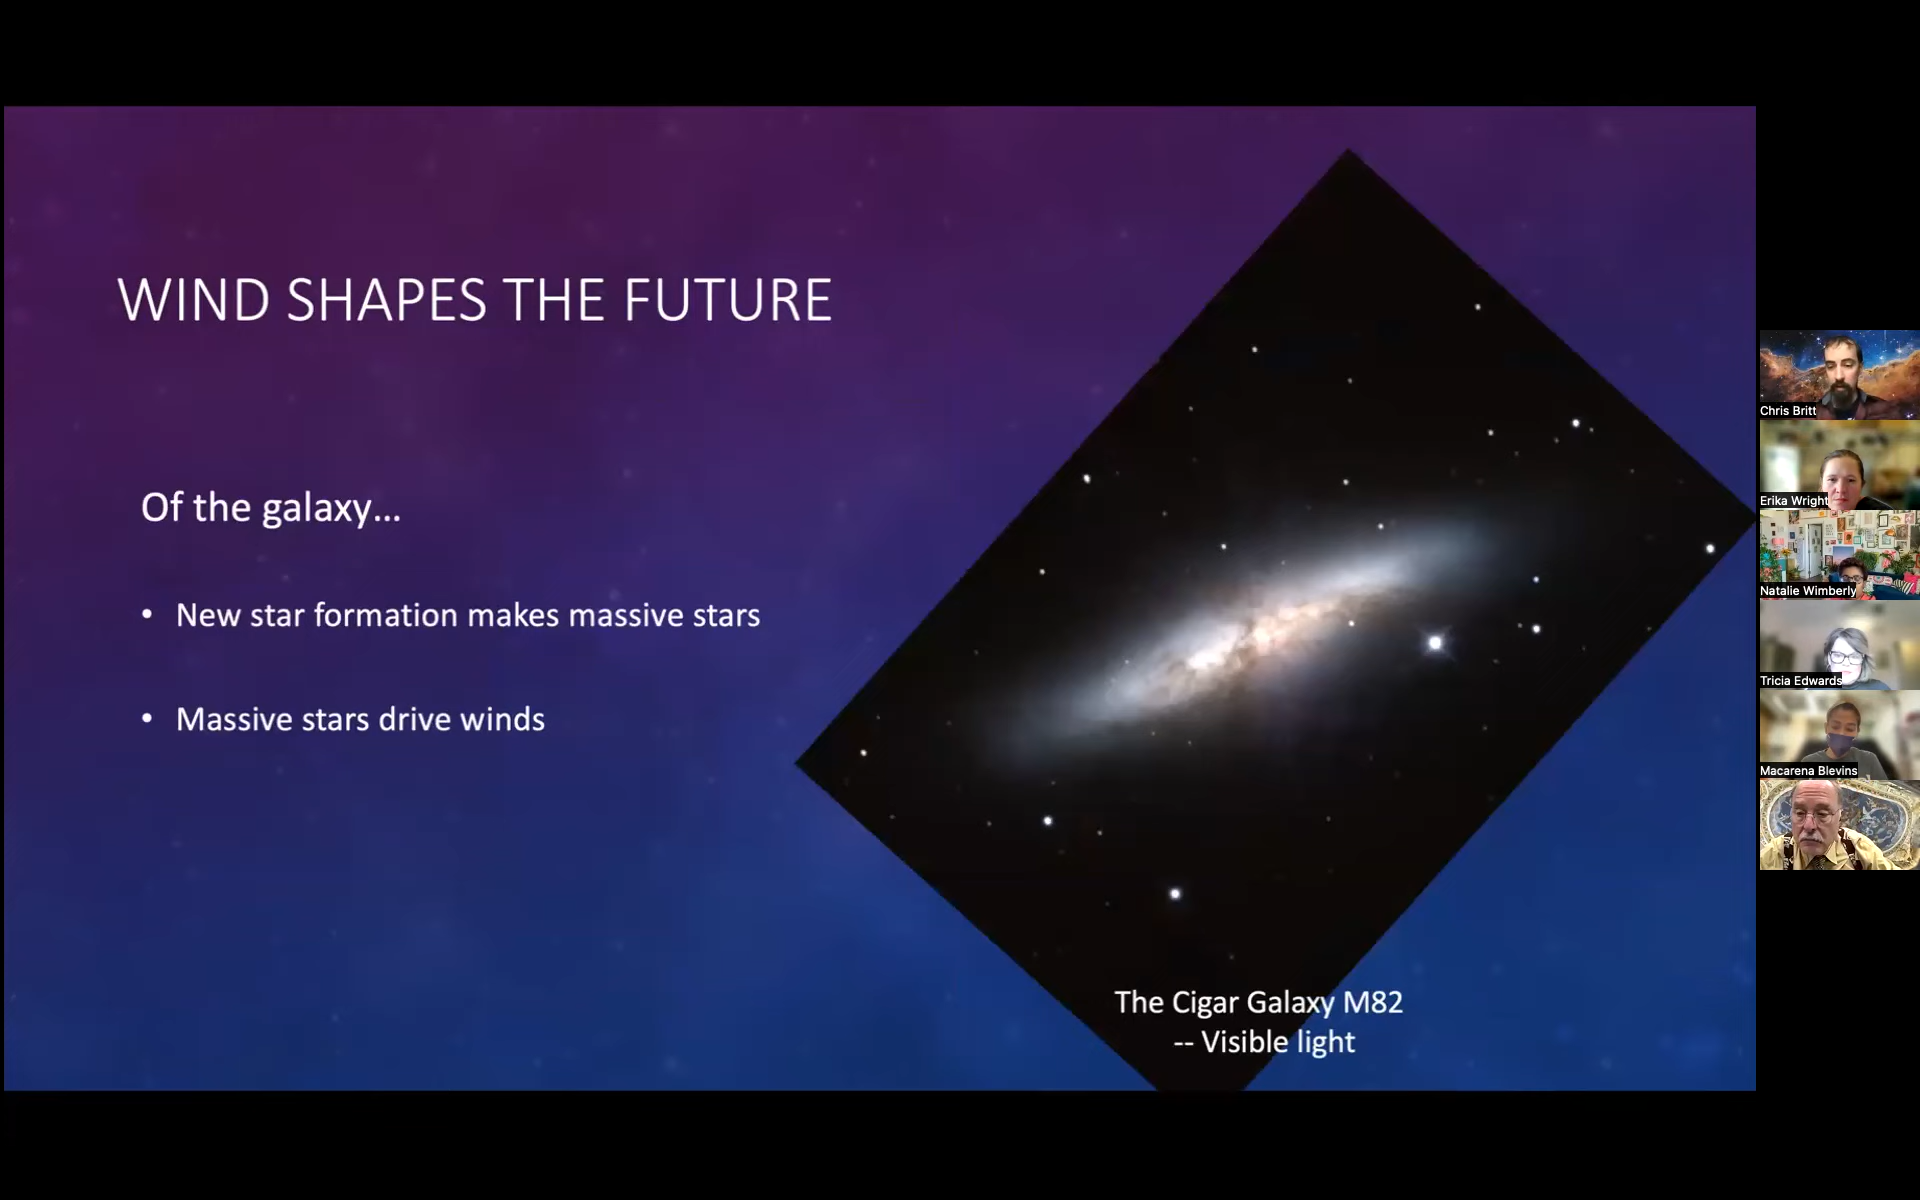 WIND SHAPES THE FUTURE
Of the galaxy...
• New star formation makes massive stars
• Massive stars drive winds
The Cigar Galaxy M82
-- Visible light
Chris Britt
Erika Wright
Natalie Wimberly
Tricia Edwards
Macarena Blevins